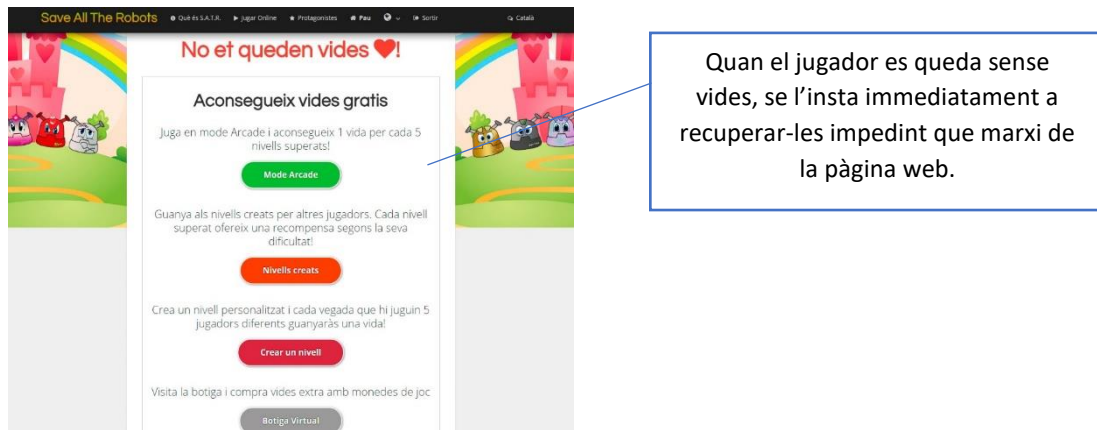 Save All The Robots Què és S.A.T.R. Jugar Online Protagonistes Pau Sortir Català
No et queden vides ❤!
Aconsegueix vides gratis
Juga en mode Arcade i aconsegueix 1 vida per cada 5
nivells superats!
Mode Arcade
Guanya als nivells creats per altres jugadors. Cada nivell
superat ofereix una recompensa segons la seva
dificultat!
Nivells creats
Crea un nivell personalitzat i cada vegada que hi juguin 5
jugadors diferents guanyaràs una vida!
Crear un nivell
Visita la botiga i compra vides extra amb monedes de joc
Botiga Virtual
Quan el jugador es queda sense
vides, se l’insta immediatament a
recuperar-les impedint que marxi de
la pàgina web.